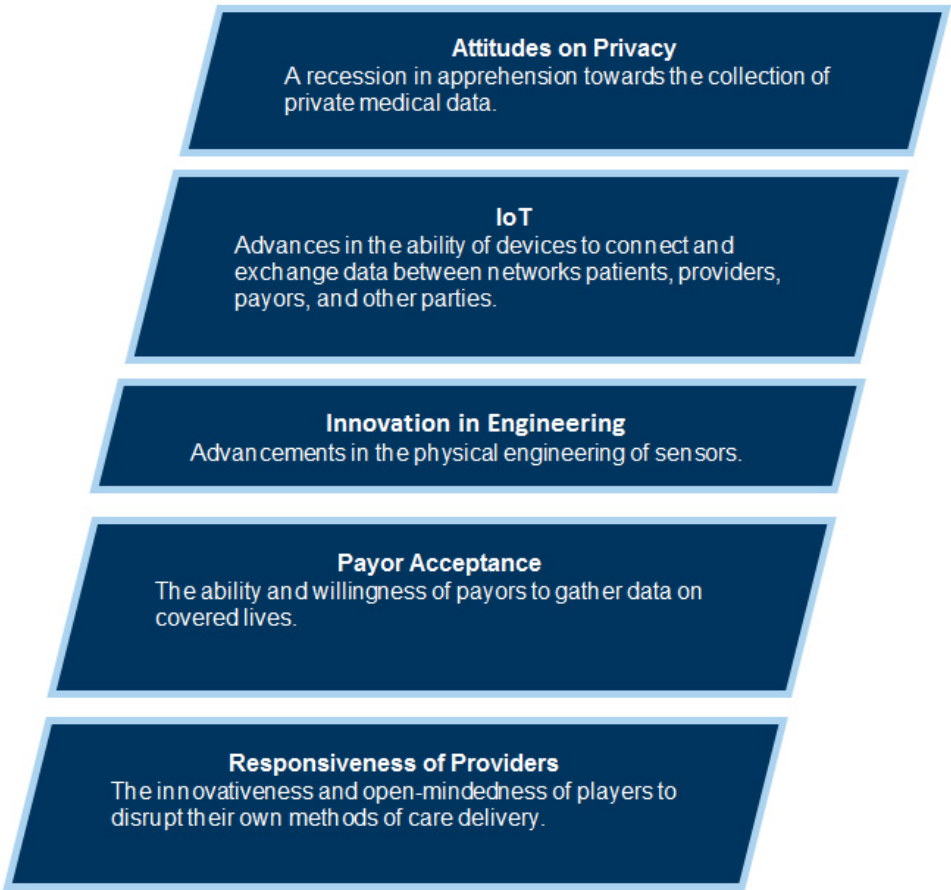 Attitudes on Privacy
A recession in apprehension towards the collection of
private medical data.
IoT
Advances in the ability of devices to connect and
exchange data between networks patients, providers,
payors, and other parties.
Innovation in Engineering
Advancements in the physical engineering of sensors.
Payor Acceptance
The ability and willingness of payors to gather data on
covered lives.
Responsiveness of Providers
The innovativeness and open-mindedness of players to
disrupt their own methods of care delivery.